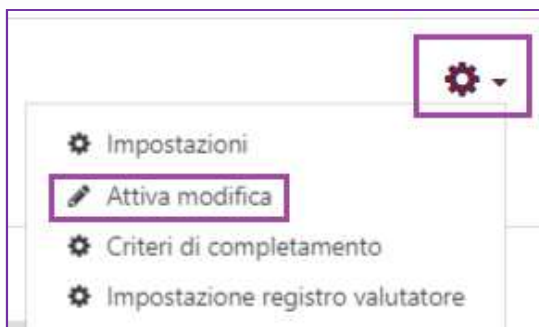 Impostazioni
Attiva modifica
Criteri di completamento
Impostazione registro valutatore